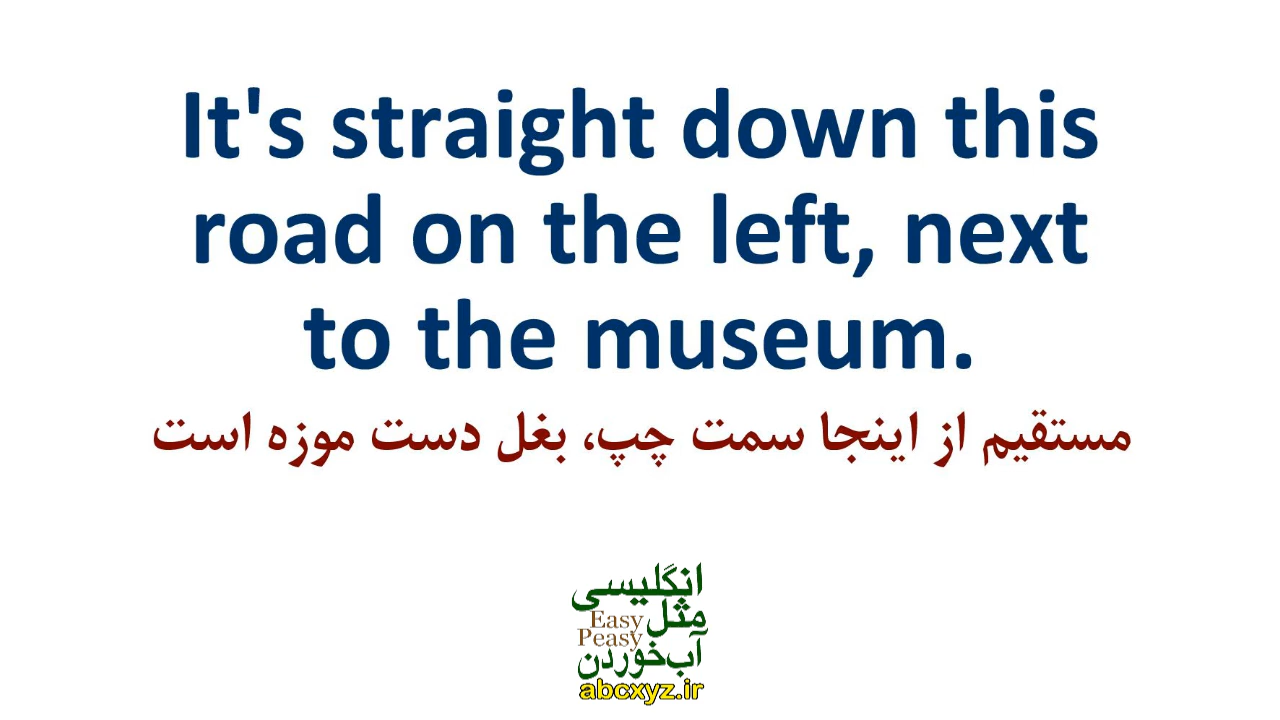 It's straight down this
road on the left, next
to the museum.
مستقیم از اینجا سمت چپ، بغل دست موزه است
انگلیسی
مثل
Easy
Peasy
آب‌خوردن
abcxyz.ir